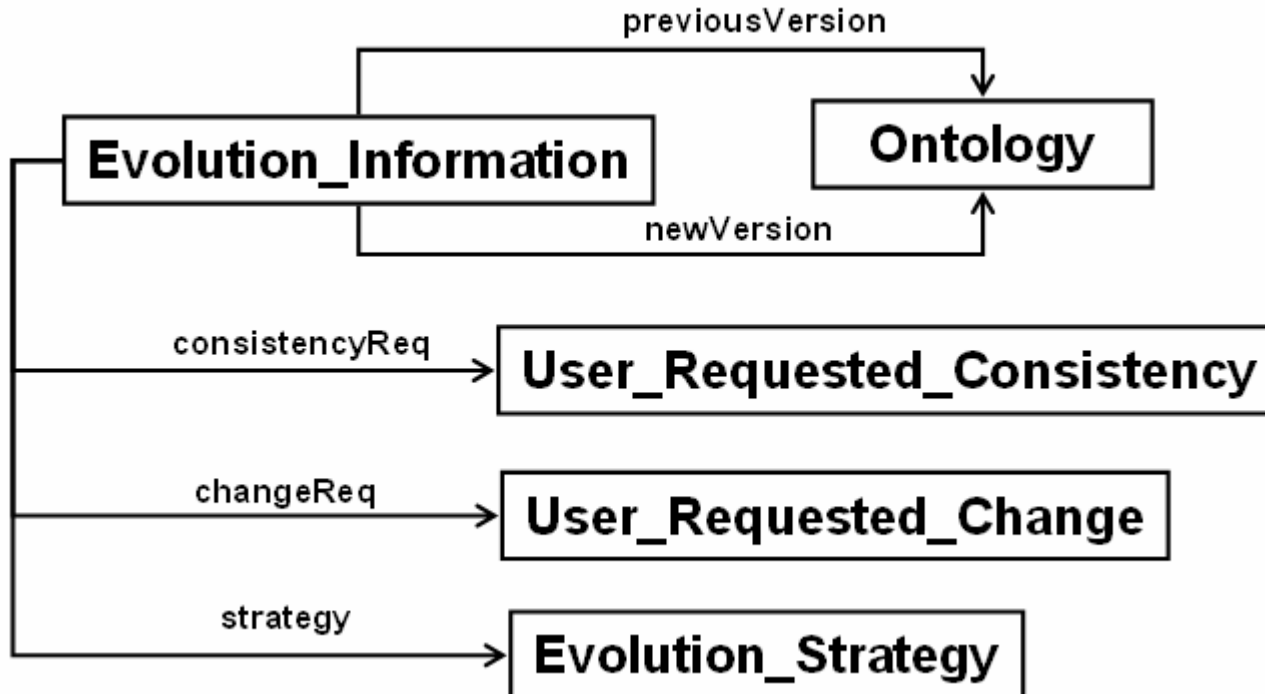 previousVersion
Evolution_Information
Ontology
newVersion
consistencyReq
User_Requested_Consistency
changeReq
User_Requested_Change
strategy
Evolution_Strategy